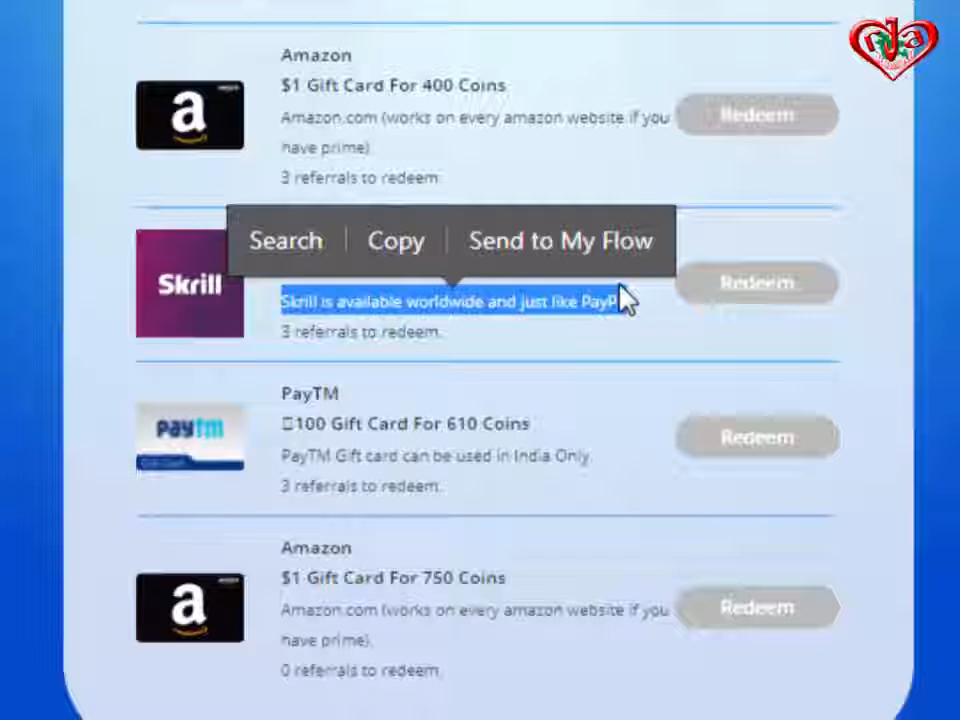 Amazon
$1 Gift Card For 400 Coins
Amazon.com (works on every amazon website if you
have prime)
3 referrals to redeem.
Redeem
Search
Copy
Send to My Flow
Skrill
Skrill is available worldwide and just like PayP
3 referrals to redeem.
Redeem
paytm
PayTM
100 Gift Card For 610 Coins
PayTM Gift card can be used in India Only.
3 referrals to redeem.
Redeem
Amazon
$1 Gift Card For 750 Coins
Amazon.com (works on every amazon website if you
have prime).
0 referrals to redeem.
Redeem